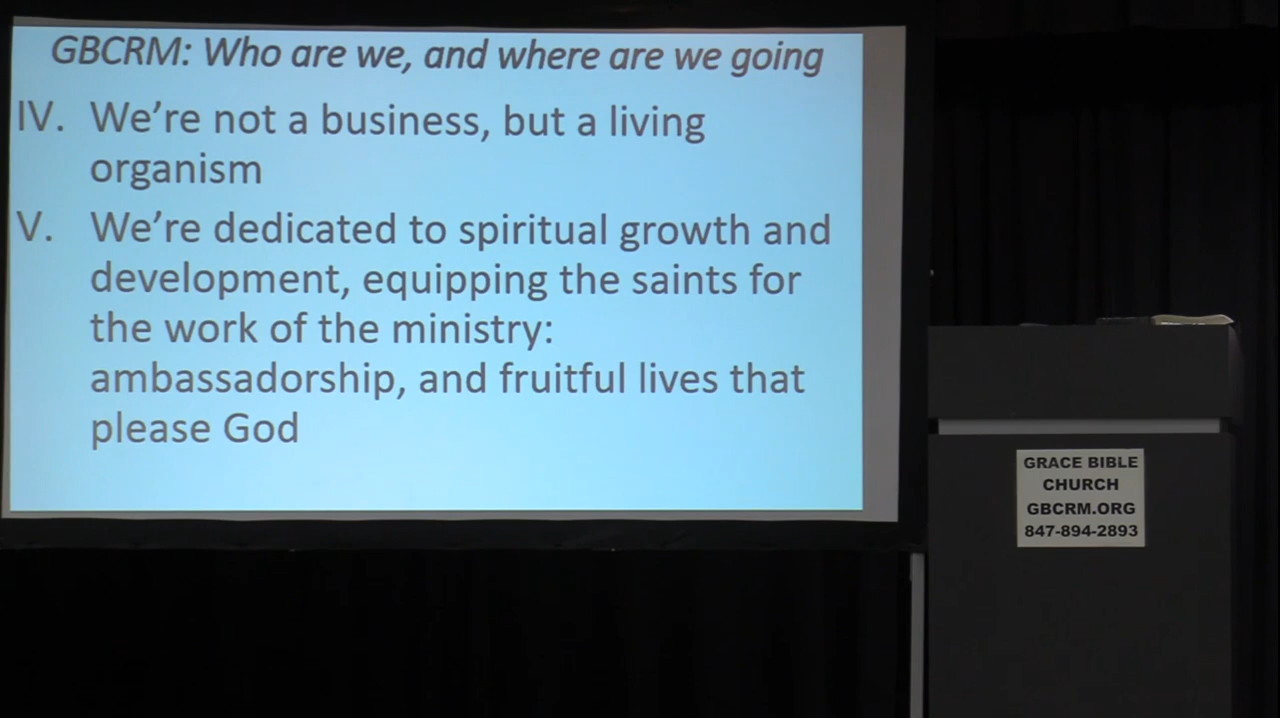 GBCRM: Who are we, and where are we going
IV. We're not a business, but a living
organism
V. We're dedicated to spiritual growth and
development, equipping the saints for
the work of the ministry:
ambassadorship, and fruitful lives that
please God
GRACE BIBLE
CHURCH
GBCRM.ORG
847-894-2893